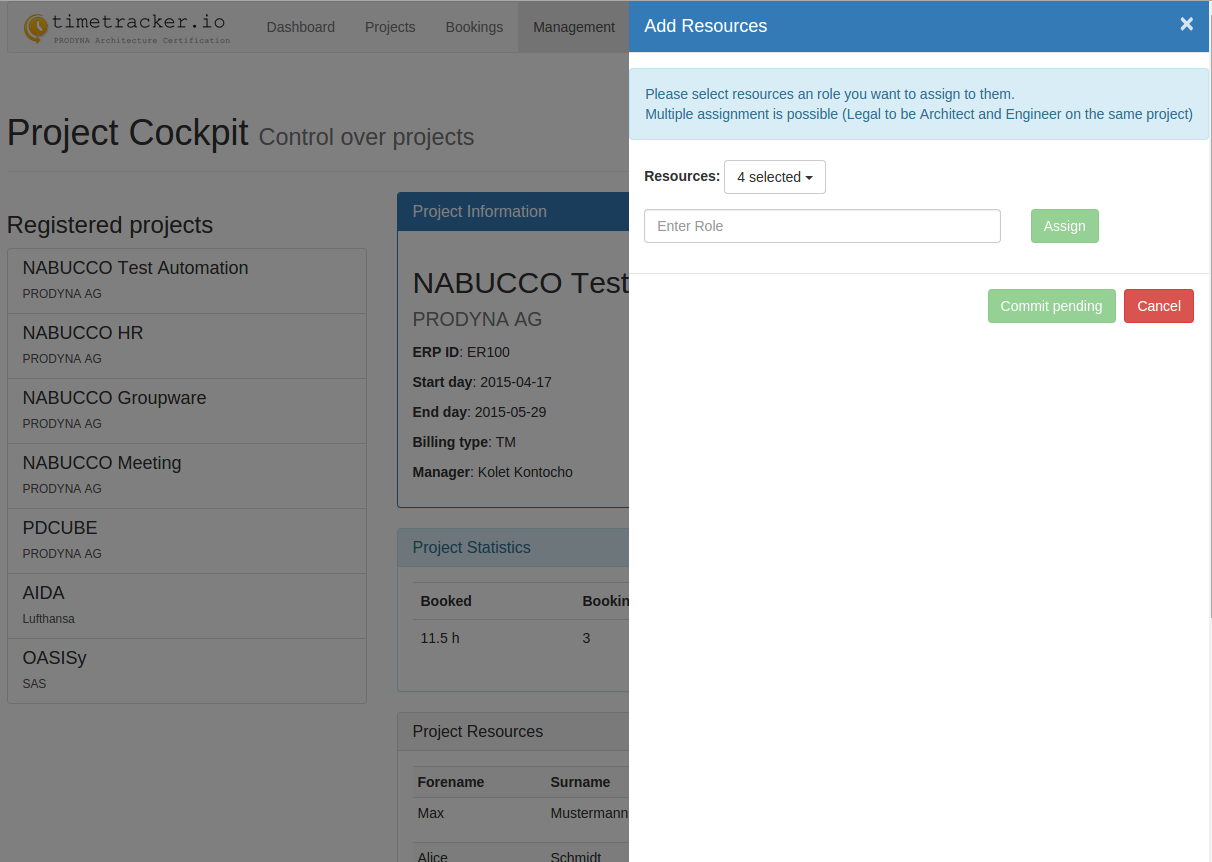 timetracker.io
PRODYNA Architecture Certification
Dashboard
Projects
Bookings
Management
Project Cockpit Control over projects
Registered projects
NABUCCO Test Automation
PRODYNA AG
NABUCCO HR
PRODYNA AG
NABUCCO Groupware
PRODYNA AG
NABUCCO Meeting
PRODYNA AG
PDCUBE
PRODYNA AG
AIDA
Lufthansa
OASISy
SAS
Project Information
NABUCCO Test
PRODYNA AG
ERP ID: ER100
Start day: 2015-04-17
End day: 2015-05-29
Billing type: TM
Manager: Kolet Kontocho
Project Statistics
Booked Bookin
11.5 h 3
Project Resources
Forename Surname
Max Mustermann
Alice Schmidt
Add Resources
×
Please select resources an role you want to assign to them.
Multiple assignment is possible (Legal to be Architect and Engineer on the same project)
Resources: 4 selected
Enter Role Assign
Commit pending Cancel